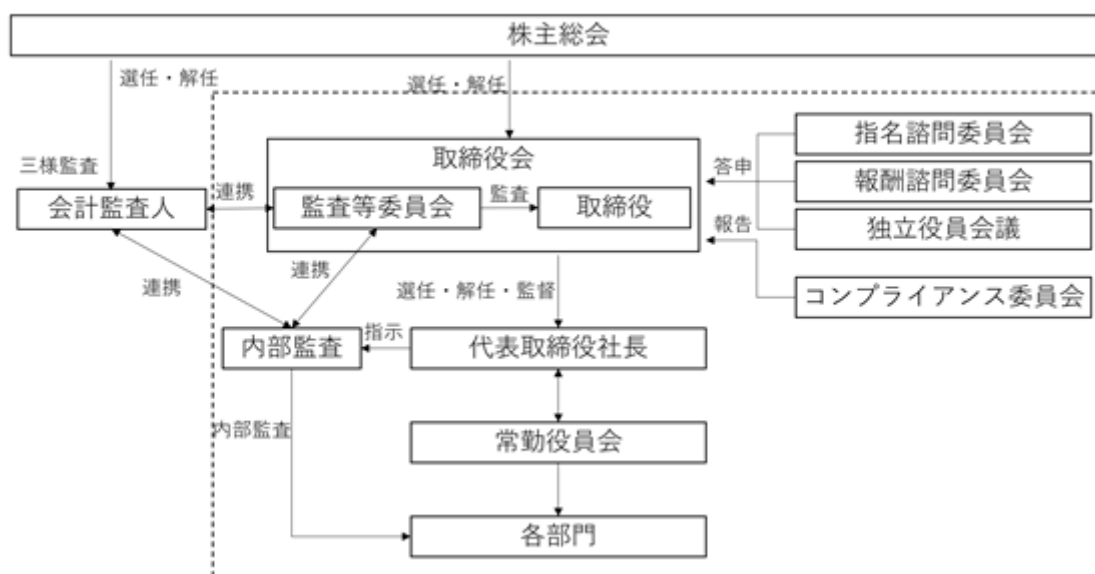 株主総会
選任・解任
選任・解任
指名諮問委員会
取締役会
三様監査
答申
報酬諮問委員会
会計監査人
連携
監査等委員会
監査
取締役
報告
独立役員会議
連携
連携
選任・解任・監督
コンプライアンス委員会
内部監査
指示
代表取締役社長
内部監査
常勤役員会
各部門